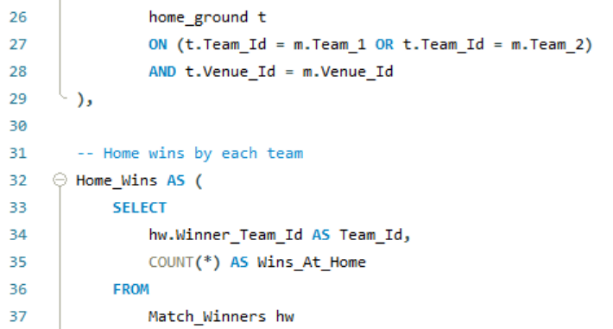 26 home_ground t
27 ON (t.Team_Id = m.Team_1 OR t.Team_Id = m.Team_2)
28 AND t.Venue_Id = m.Venue_Id
29 ),
30
31 -- Home wins by each team
32 Home_Wins AS (
33 SELECT
34 hw.Winner_Team_Id AS Team_Id,
35 COUNT(*) AS Wins_At_Home
36 FROM
37 Match_Winners hw